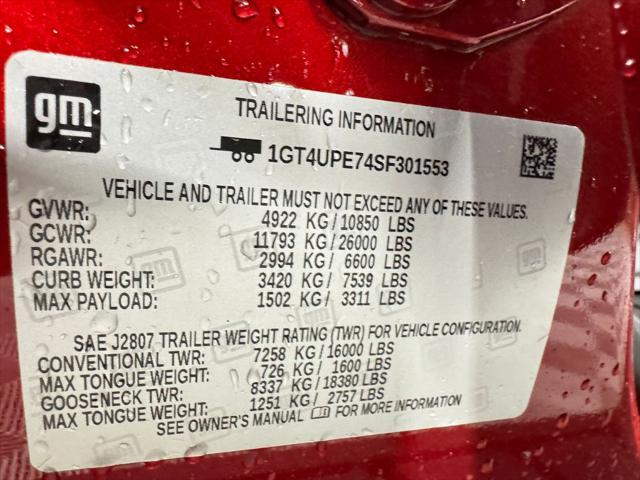 gm
TRAILERING INFORMATION
1GT4UPE74SF301553
VEHICLE AND TRAILER MUST NOT EXCEED ANY OF THESE VALUES.
GVWR: 4922 KG / 10850 LBS
GCWR: 11793 KG / 26000 LBS
RGAWR: 2994 KG / 6600 LBS
CURB WEIGHT: 3420 KG / 7539 LBS
MAX PAYLOAD: 1502 KG / 3311 LBS
SAE J2807 TRAILER WEIGHT RATING (TWR) FOR VEHICLE CONFIGURATION.
CONVENTIONAL TWR: 7258 KG / 16000 LBS
MAX TONGUE WEIGHT: 726 KG / 1600 LBS
GOOSENECK TWR: 8337 KG / 18380 LBS
MAX TONGUE WEIGHT: 1251 KG / 2757 LBS
SEE OWNER'S MANUAL FOR MORE INFORMATION